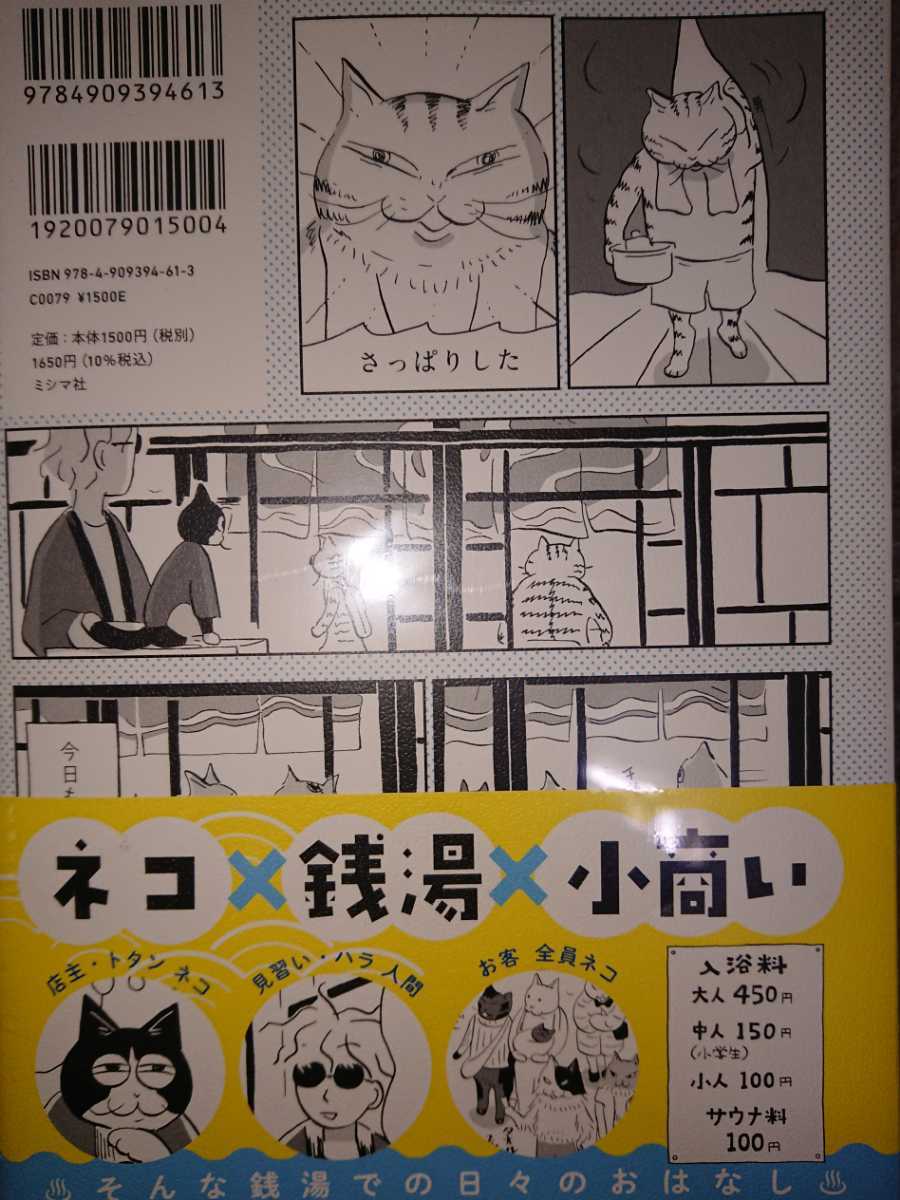 9784909394613
1920079015004
ISBN 978-4-909394-61-3
C0079 ¥1500E
定価：本体1500円（税別）
1650円（10%税込）
ミシマ社
さっぱりした
今日
ネコ×銭湯×小商い
店主・トタン ネコ
見習い・ハラ 人間
お客 全員ネコ
入浴料
大人 450円
中人 150円
（小学生）
小人 100円
サウナ料
100円
♨そんな銭湯での日々のおはなし♨